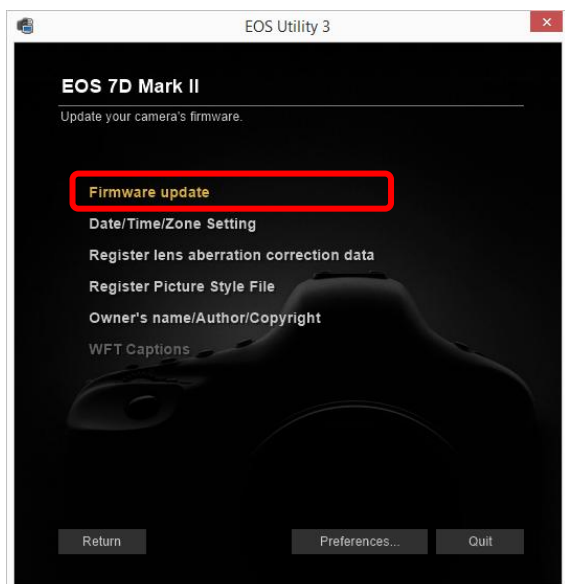 EOS Utility 3
EOS 7D Mark II
Update your camera's firmware.
Firmware update
Date/Time/Zone Setting
Register lens aberration correction data
Register Picture Style File
Owner's name/Author/Copyright
WFT Captions
Return Preferences... Quit